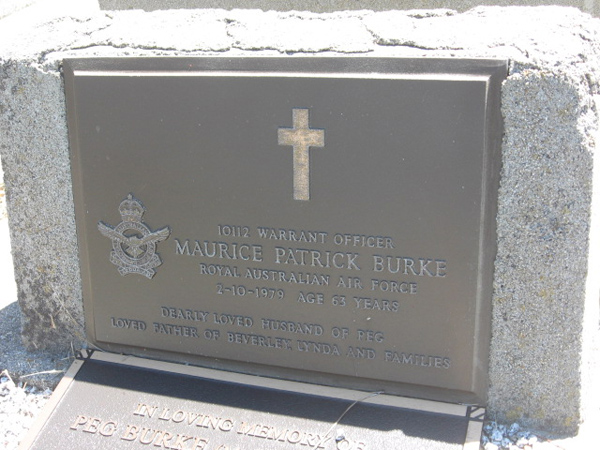 10112 WARRANT OFFICER
MAURICE PATRICK BURKE
ROYAL AUSTRALIAN AIR FORCE
2-10-1979 AGE 63 YEARS
DEARLY LOVED HUSBAND OF PEG
LOVED FATHER OF BEVERLEY, LYNDA AND FAMILIES
IN LOVING MEMORY OF
PEG BURKE